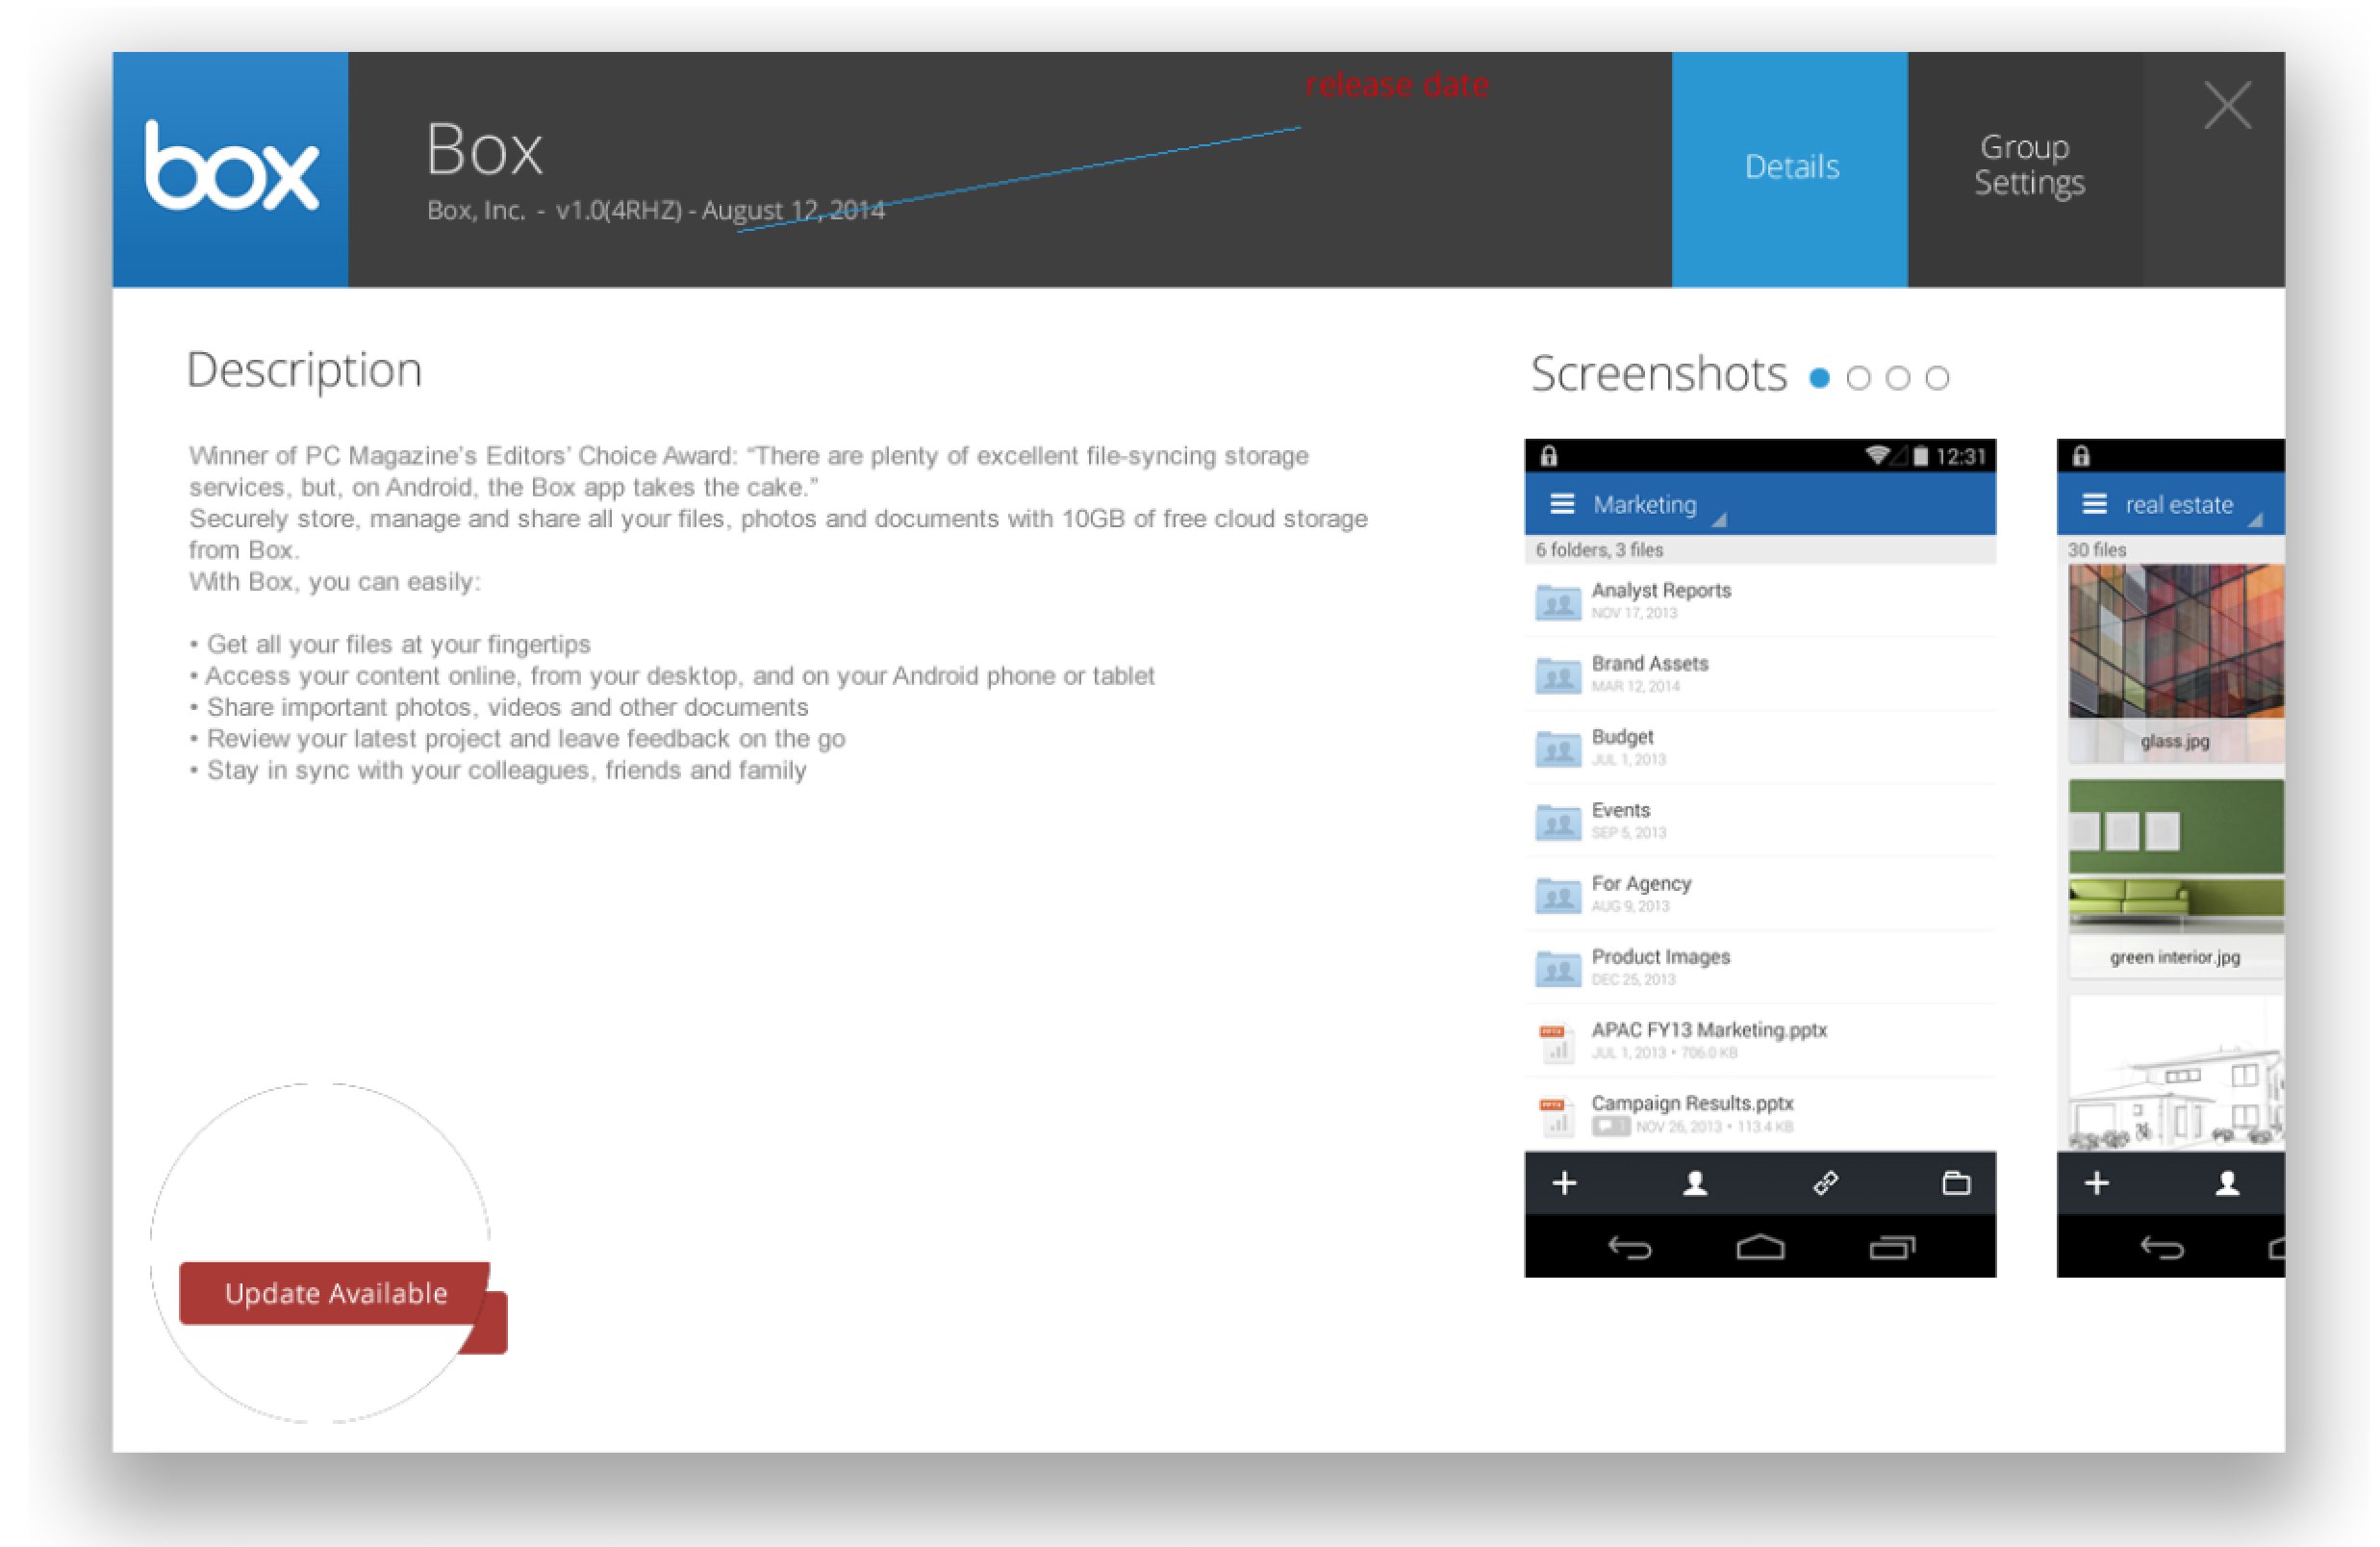 release date
box
Box
Box, Inc. - v1.0(4RHZ) - August 12, 2014
Details
Group
Settings
Description
Winner of PC Magazine's Editors' Choice Award: “There are plenty of excellent file-syncing storage
services, but, on Android, the Box app takes the cake.”
Securely store, manage and share all your files, photos and documents with 10GB of free cloud storage
from Box.
With Box, you can easily:
• Get all your files at your fingertips
• Access your content online, from your desktop, and on your Android phone or tablet
• Share important photos, videos and other documents
• Review your latest project and leave feedback on the go
• Stay in sync with your colleagues, friends and family
Update Available
Screenshots
12:31
Marketing
6 folders, 3 files
Analyst Reports
NOV 17, 2013
Brand Assets
MAR 12, 2014
Budget
JUL 1, 2013
Events
SEP 5, 2013
For Agency
AUG 9, 2013
Product Images
DEC 25, 2013
PPTX
APAC FY13 Marketing.pptx
JUL 1, 2013 • 706.0 KB
PPTX
Campaign Results.pptx
1 NOV 26, 2013 • 113.4 KB
real estate
30 files
glass.jpg
green interior.jpg